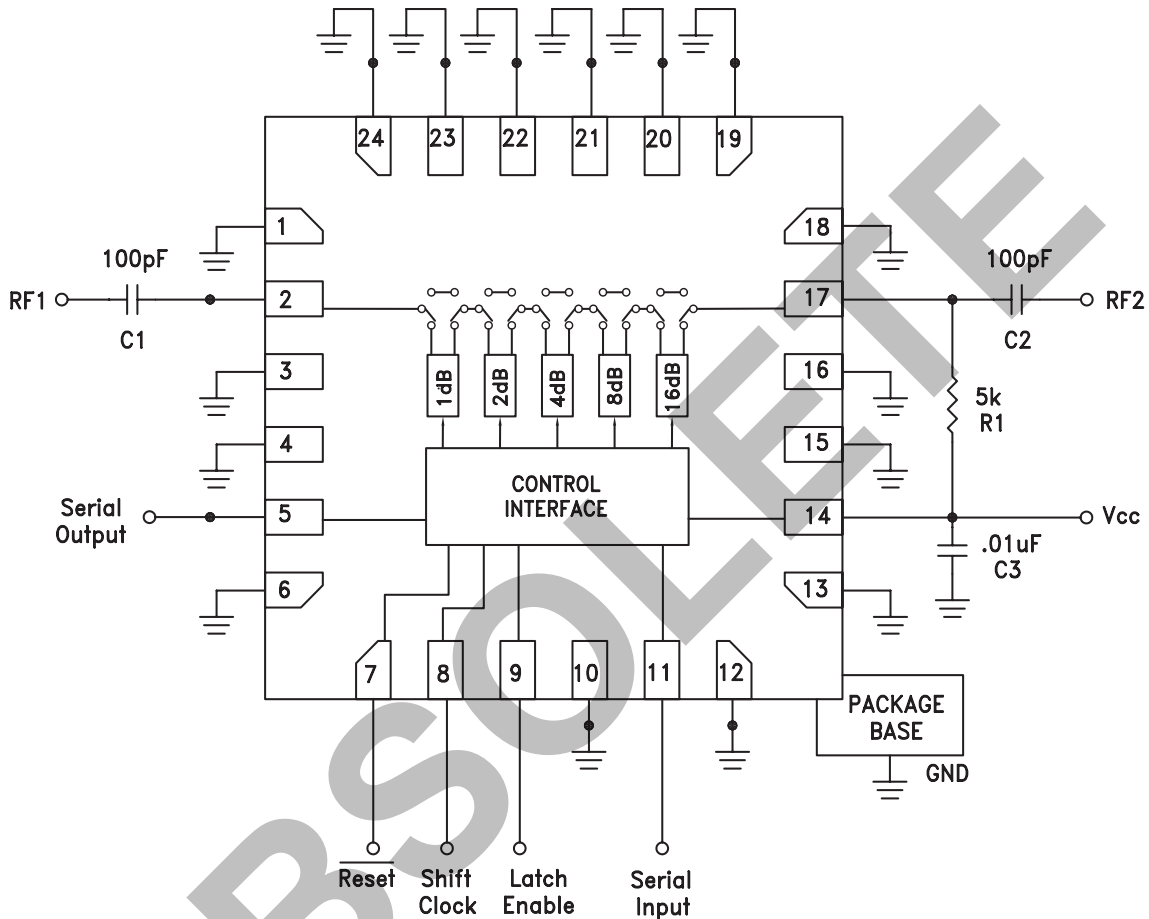 24 23 22 21 20 19
1 18
100pF 100pF
RF1 2 17 RF2
C1 C2
3 16
1dB 2dB 4dB 8dB 16dB
5k
R1
4 15
CONTROL
INTERFACE
Serial
Output
5 14 Vcc
.01uF
C3
6 13
7 8 9 10 11 12
PACKAGE
BASE
GND
Reset
Shift
Clock
Latch
Enable
Serial
Input
BSOLETE